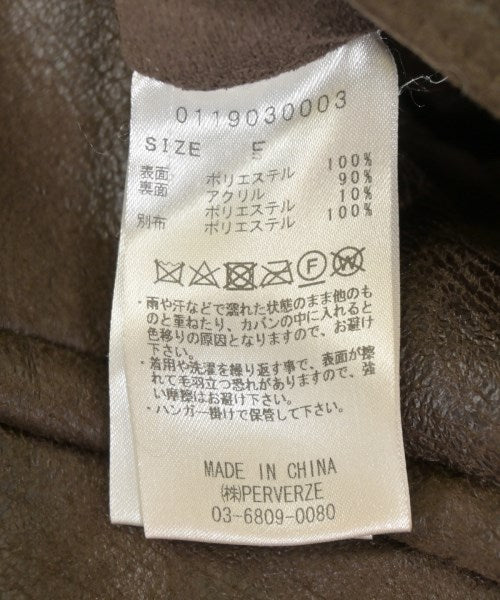 0119030003
SIZE F
表面 ポリエステル 100%
裏面 アクリル 90%
ポリエステル 10%
別布 ポリエステル 100%
F W
・雨や汗などで濡れた状態のまま他のも
のと重ねたり、カバンの中に入れると
色移りの原因となりますので、お避け
下さい。
・着用や洗濯を繰り返す事で、表面が擦
れて毛羽立つ恐れがありますので、強
い摩擦はお避け下さい。
・ハンガー掛けで保管して下さい。
MADE IN CHINA
㈱PERVERZE
03-6809-0080